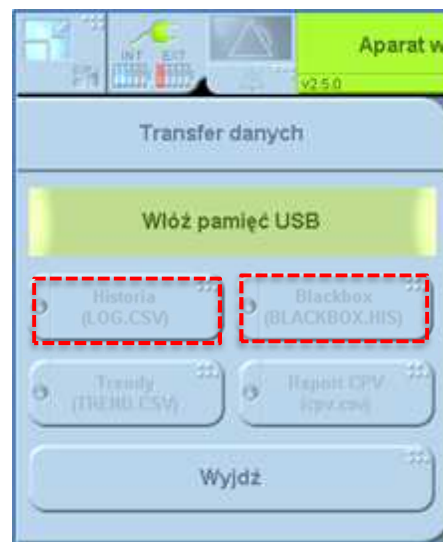 INT EXT
Aparat w
v2.5.0
Transfer danych
Włóż pamięć USB
Historia
(LOG.CSV)
Blackbox
(BLACKBOX.HIS)
Trendy
(TREND.CSV)
Raport CPV
(cpv.csv)
Wyjdź